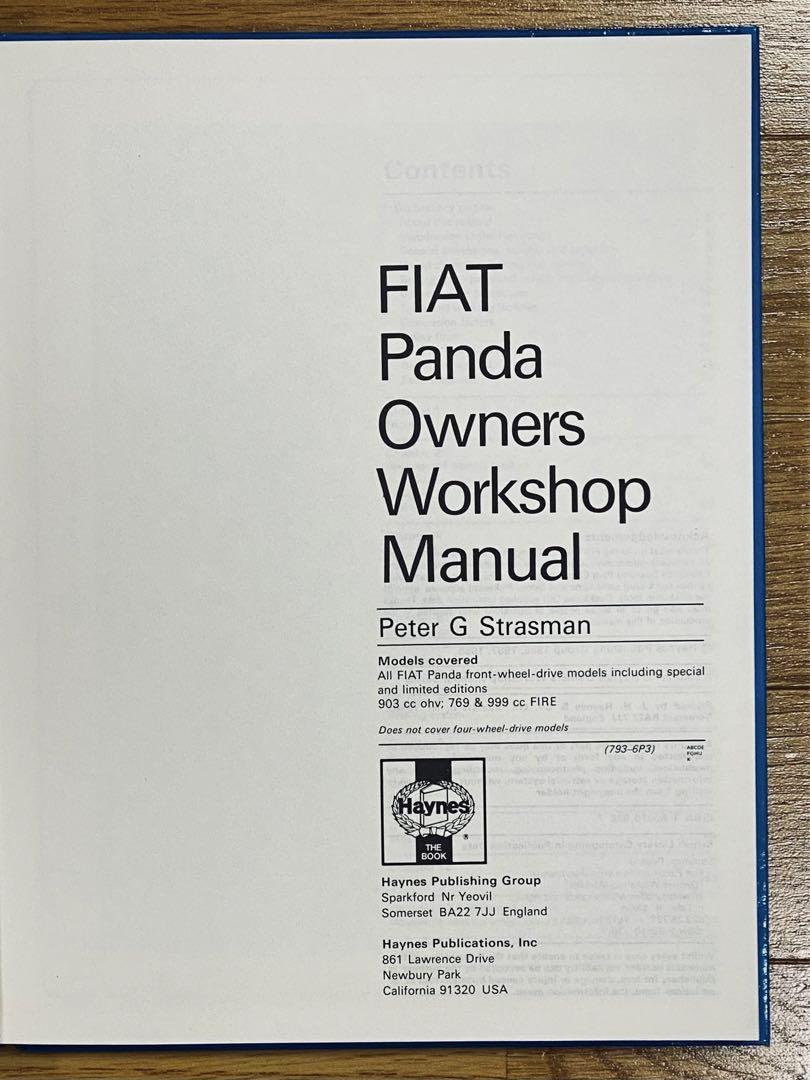 Contents
FIAT
Panda
Owners
Workshop
Manual
Peter G Strasman
Models covered
All FIAT Panda front-wheel-drive models including special
and limited editions
903 cc ohv; 769 & 999 cc FIRE
Does not cover four-wheel-drive models
(793-6P3)
ABCDE
FGHIJ
K
Haynes
®
THE
BOOK
Haynes Publishing Group
Sparkford Nr Yeovil
Somerset BA22 7JJ England
Haynes Publications, Inc
861 Lawrence Drive
Newbury Park
California 91320 USA